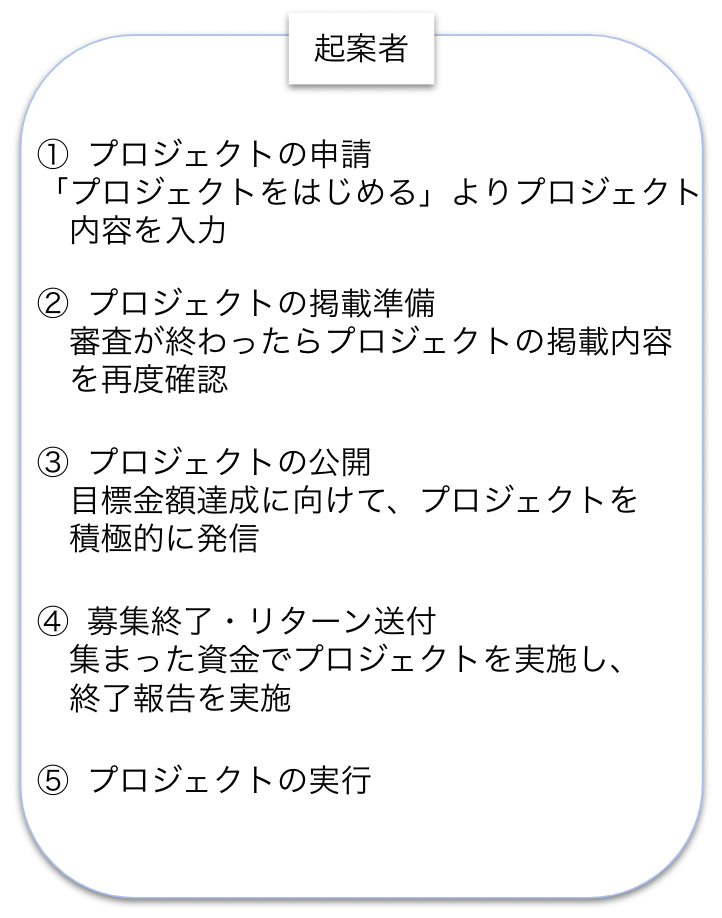 起案者
① プロジェクトの申請
「プロジェクトをはじめる」よりプロジェクト
内容を入力
② プロジェクトの掲載準備
審査が終わったらプロジェクトの掲載内容
を再度確認
③ プロジェクトの公開
目標金額達成に向けて、プロジェクトを
積極的に発信
④ 募集終了・リターン送付
集まった資金でプロジェクトを実施し、
終了報告を実施
⑤ プロジェクトの実行